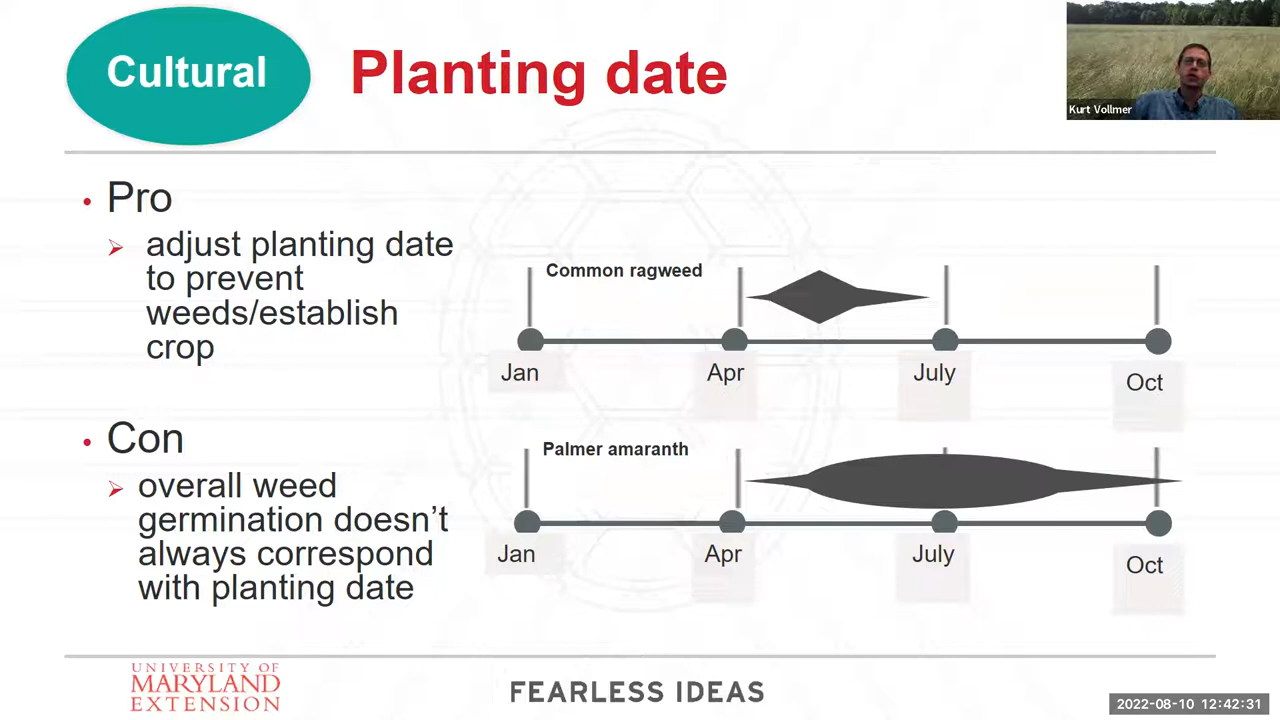 Cultural
Planting date
Kurt Vollmer
Pro
adjust planting date
to prevent
weeds/establish
crop
Con
overall weed
germination doesn't
always correspond
with planting date
Common ragweed
Jan
Apr
July
Oct
Palmer amaranth
Jan
Apr
July
Oct
UNIVERSITY OF
MARYLAND
EXTENSION
FEARLESS IDEAS
2022-08-10 12:42:31